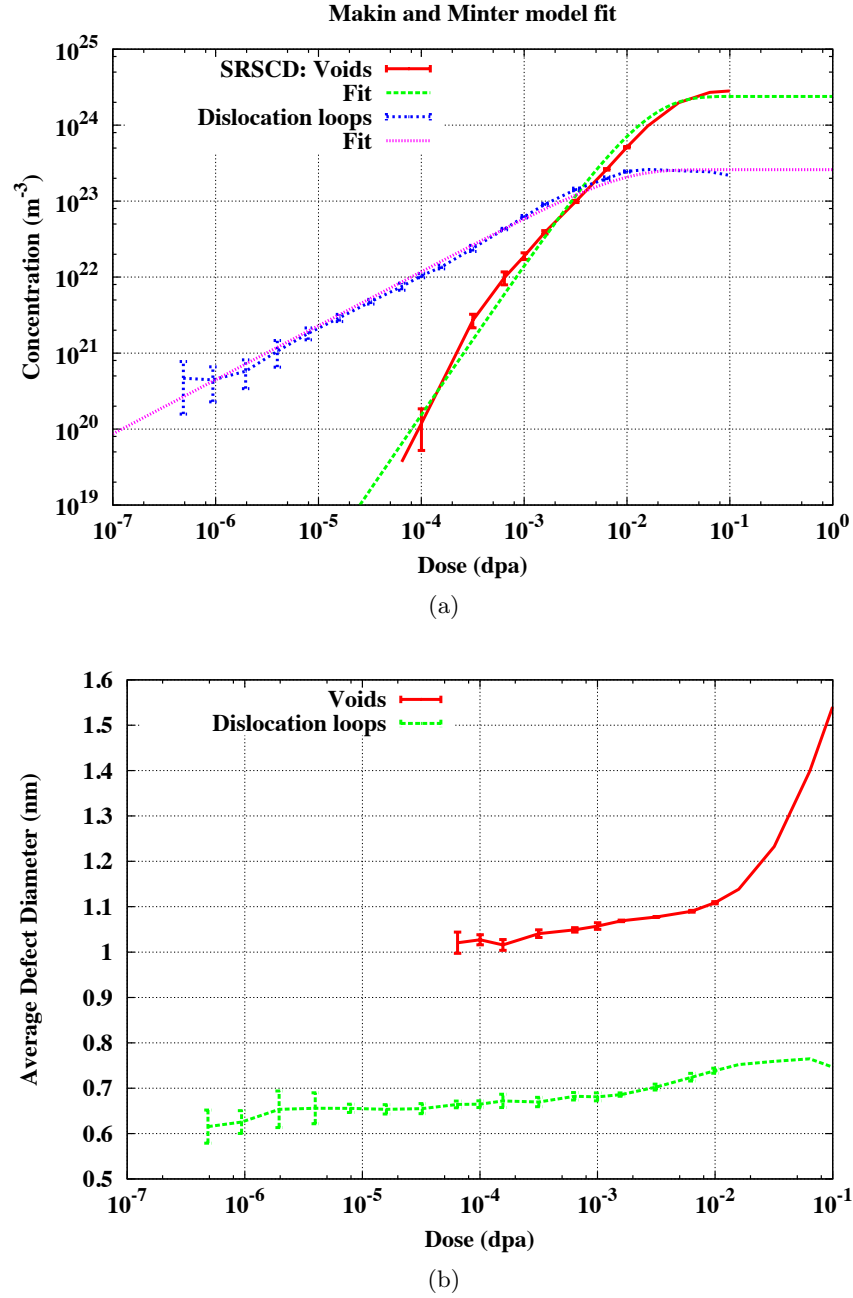 Makin and Minter model fit
10^25
10^24
10^23
10^22
10^21
10^20
10^19
Concentration (m^-3)
SRSCD: Voids
Fit
Dislocation loops
Fit
10^-7 10^-6 10^-5 10^-4 10^-3 10^-2 10^-1 10^0
Dose (dpa)
(a)
1.6
1.5
1.4
1.3
1.2
1.1
1
0.9
0.8
0.7
0.6
0.5
Average Defect Diameter (nm)
Voids
Dislocation loops
10^-7 10^-6 10^-5 10^-4 10^-3 10^-2 10^-1
Dose (dpa)
(b)